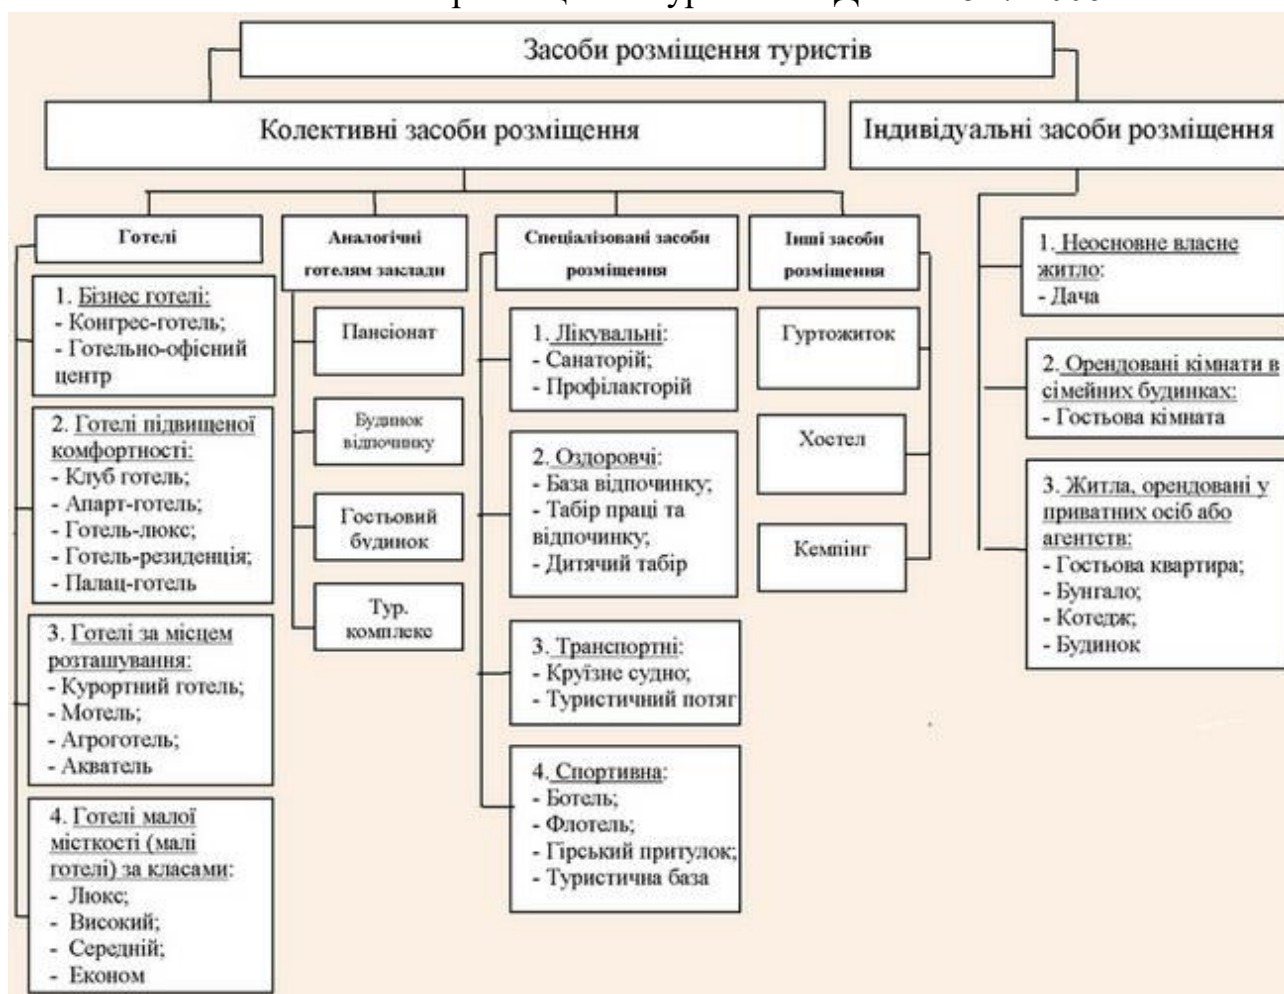 Засоби розміщення туристів
Колективні засоби розміщення
Індивідуальні засоби розміщення
Готелі
1. Бізнес готелі:
- Конгрес-готель;
- Готельно-офісний
центр
2. Готелі підвищеної
комфортності:
- Клуб готель;
- Апарт-готель;
- Готель-люкс;
- Готель-резиденція;
- Палац-готель
3. Готелі за місцем
розташування:
- Курортний готель;
- Мотель;
- Агроготель;
- Акватель
4. Готелі малої
місткості (малі
готелі) за класами:
- Люкс;
- Високий;
- Середній;
- Економ
Аналогічні
готелям заклади
Пансіонат
Будинок
відпочинку
Гостьовий
будинок
Тур.
комплекс
Спеціалізовані засоби
розміщення
1. Лікувальні:
- Санаторій;
- Профілакторій
2. Оздоровчі:
- База відпочинку;
- Табір праці та
відпочинку;
- Дитячий табір
3. Транспортні:
- Круїзне судно;
- Туристичний потяг
4. Спортивна:
- Ботель;
- Флотель;
- Гірський притулок;
- Туристична база
Інші засоби
розміщення
Гуртожиток
Хостел
Кемпінг
1. Неосновне власне
житло:
- Дача
2. Орендовані кімнати в
сімейних будинках:
- Гостьова кімната
3. Житла, орендовані у
приватних осіб або
агентств:
- Гостьова квартира;
- Бунгало;
- Котедж;
- Будинок